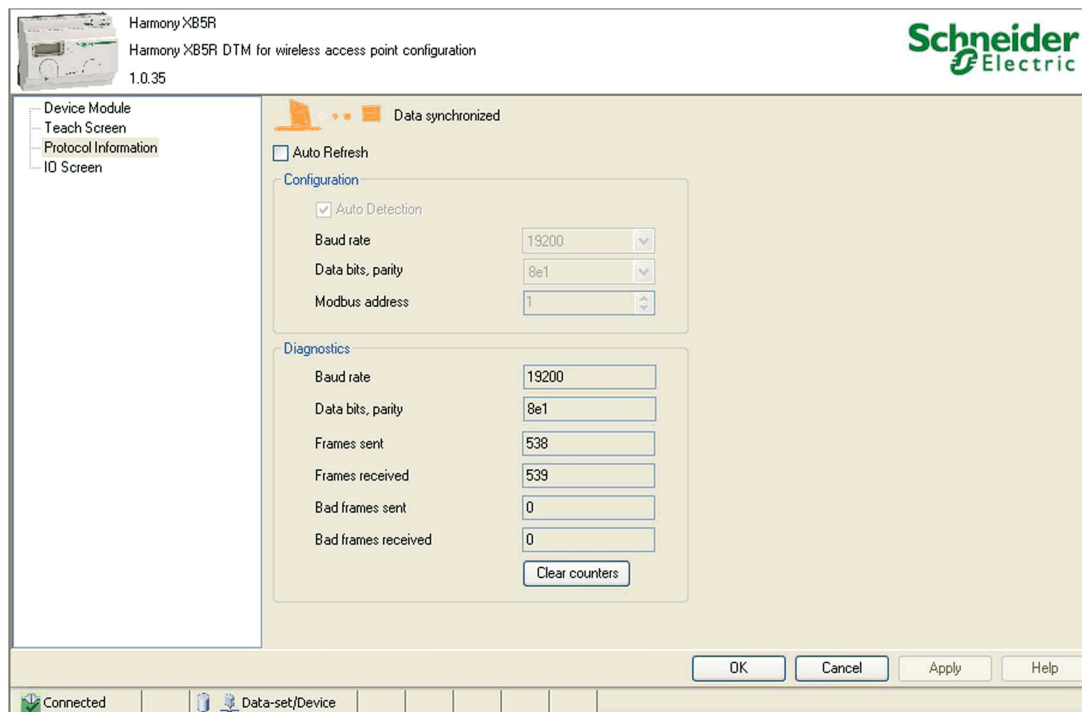 Harmony XB5R
Harmony XB5R DTM for wireless access point configuration
1.0.35
Schneider
Electric
Device Module
Teach Screen
Protocol Information
IO Screen
Data synchronized
Auto Refresh
Configuration
Auto Detection
Baud rate 19200
Data bits, parity 8e1
Modbus address 1
Diagnostics
Baud rate 19200
Data bits, parity 8e1
Frames sent 538
Frames received 539
Bad frames sent 0
Bad frames received 0
Clear counters
OK Cancel Apply Help
Connected Data-set/Device